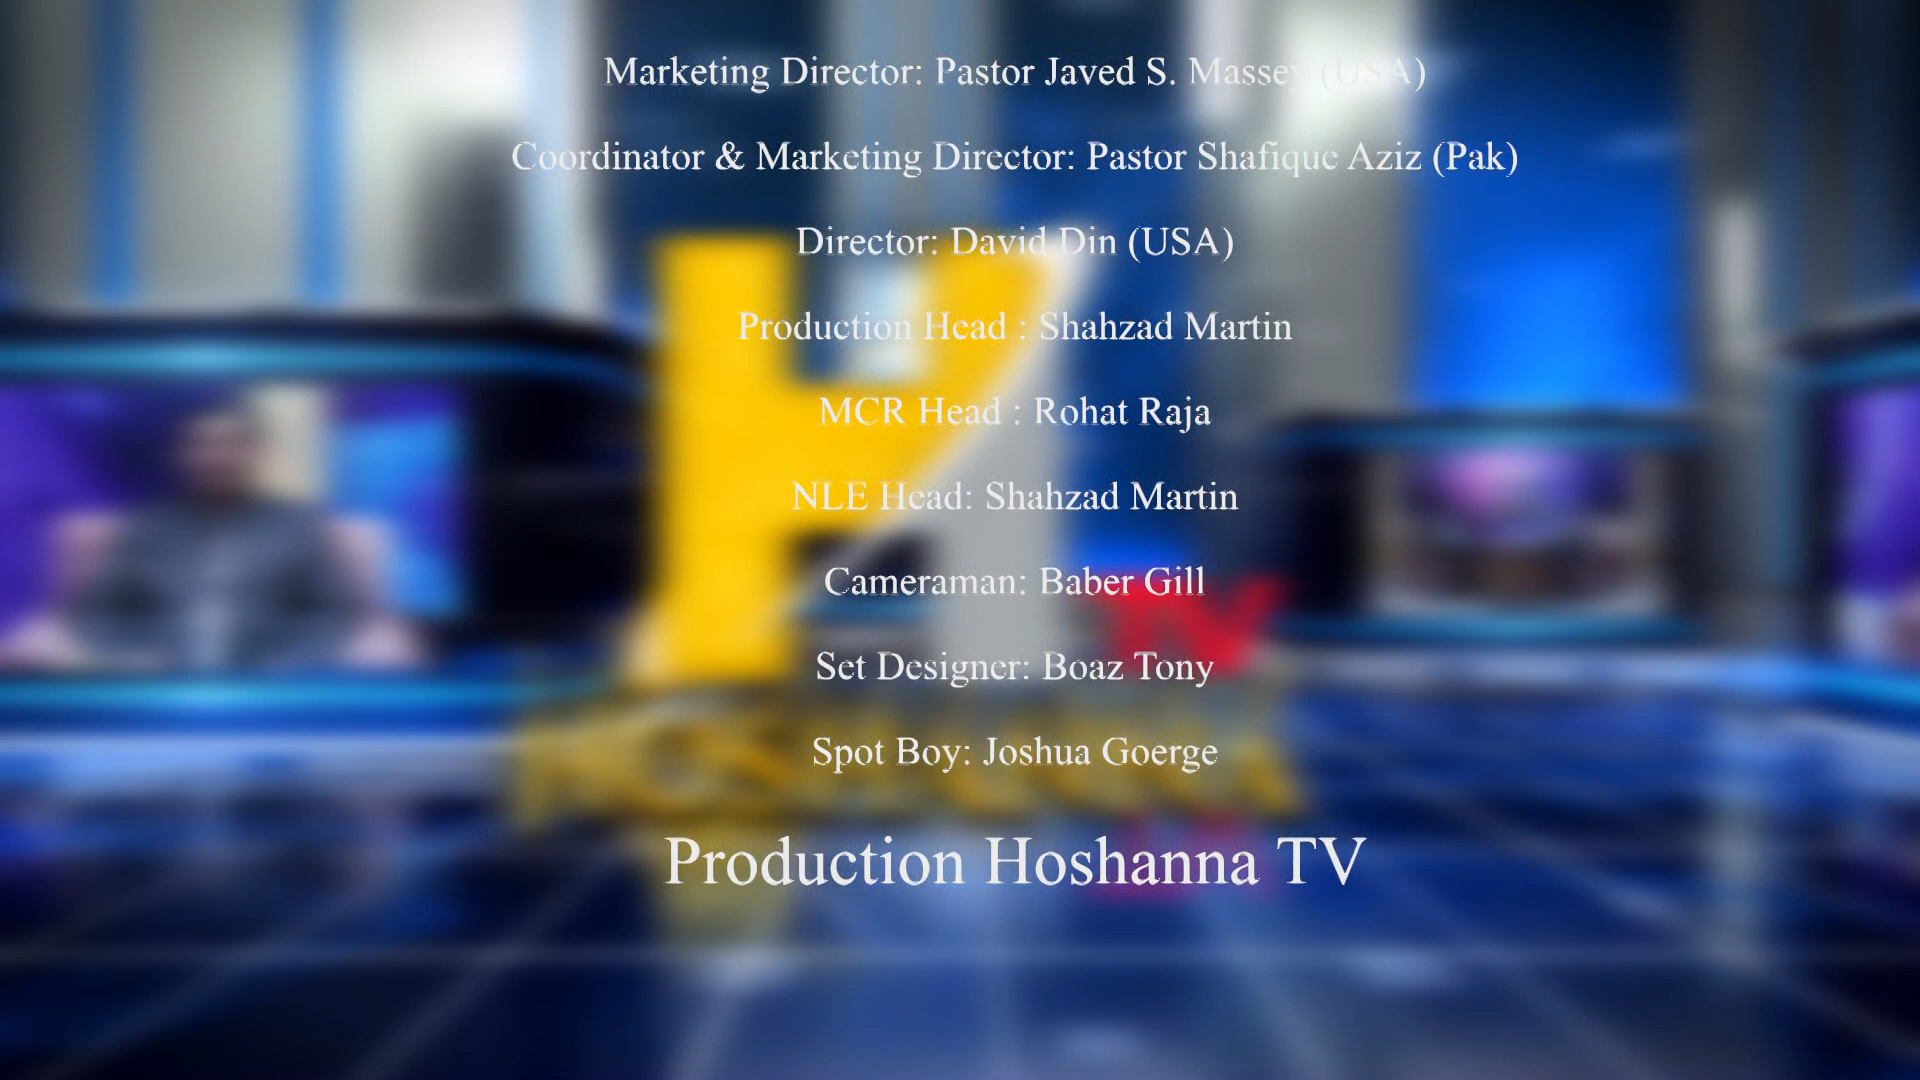 Marketing Director: Pastor Javed S. Massey (USA)
Coordinator & Marketing Director: Pastor Shafique Aziz (Pak)
Director: David Din (USA)
Production Head : Shahzad Martin
MCR Head : Rohat Raja
NLE Head: Shahzad Martin
Cameraman: Baber Gill
Set Designer: Boaz Tony
Spot Boy: Joshua Goerge
Production Hoshanna TV
TV